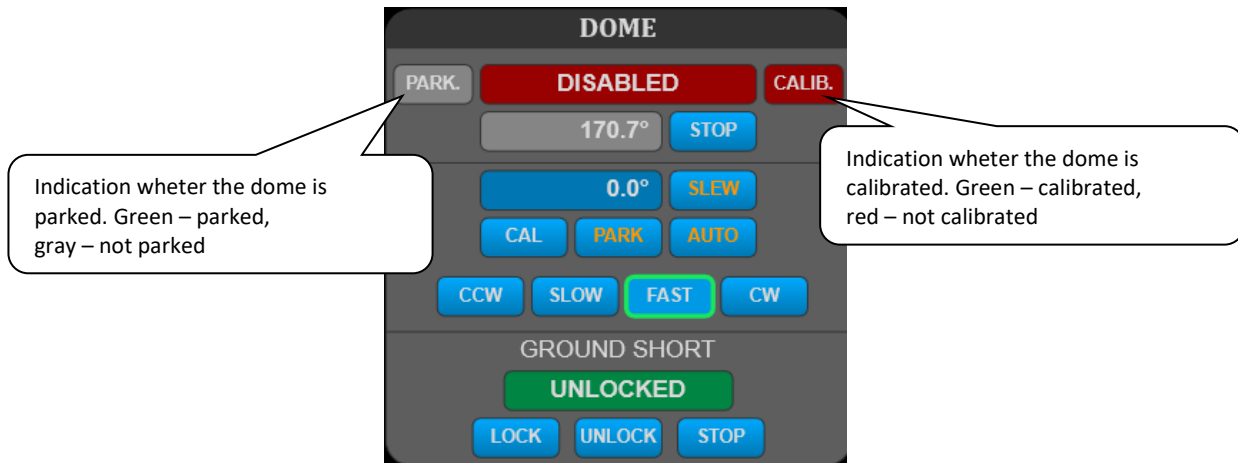 DOME
PARK. DISABLED CALIB.
170.7° STOP
Indication wheter the dome is
parked. Green – parked,
gray – not parked
0.0° SLEW
CAL PARK AUTO
Indication wheter the dome is
calibrated. Green – calibrated,
red – not calibrated
CCW SLOW FAST CW
GROUND SHORT
UNLOCKED
LOCK UNLOCK STOP